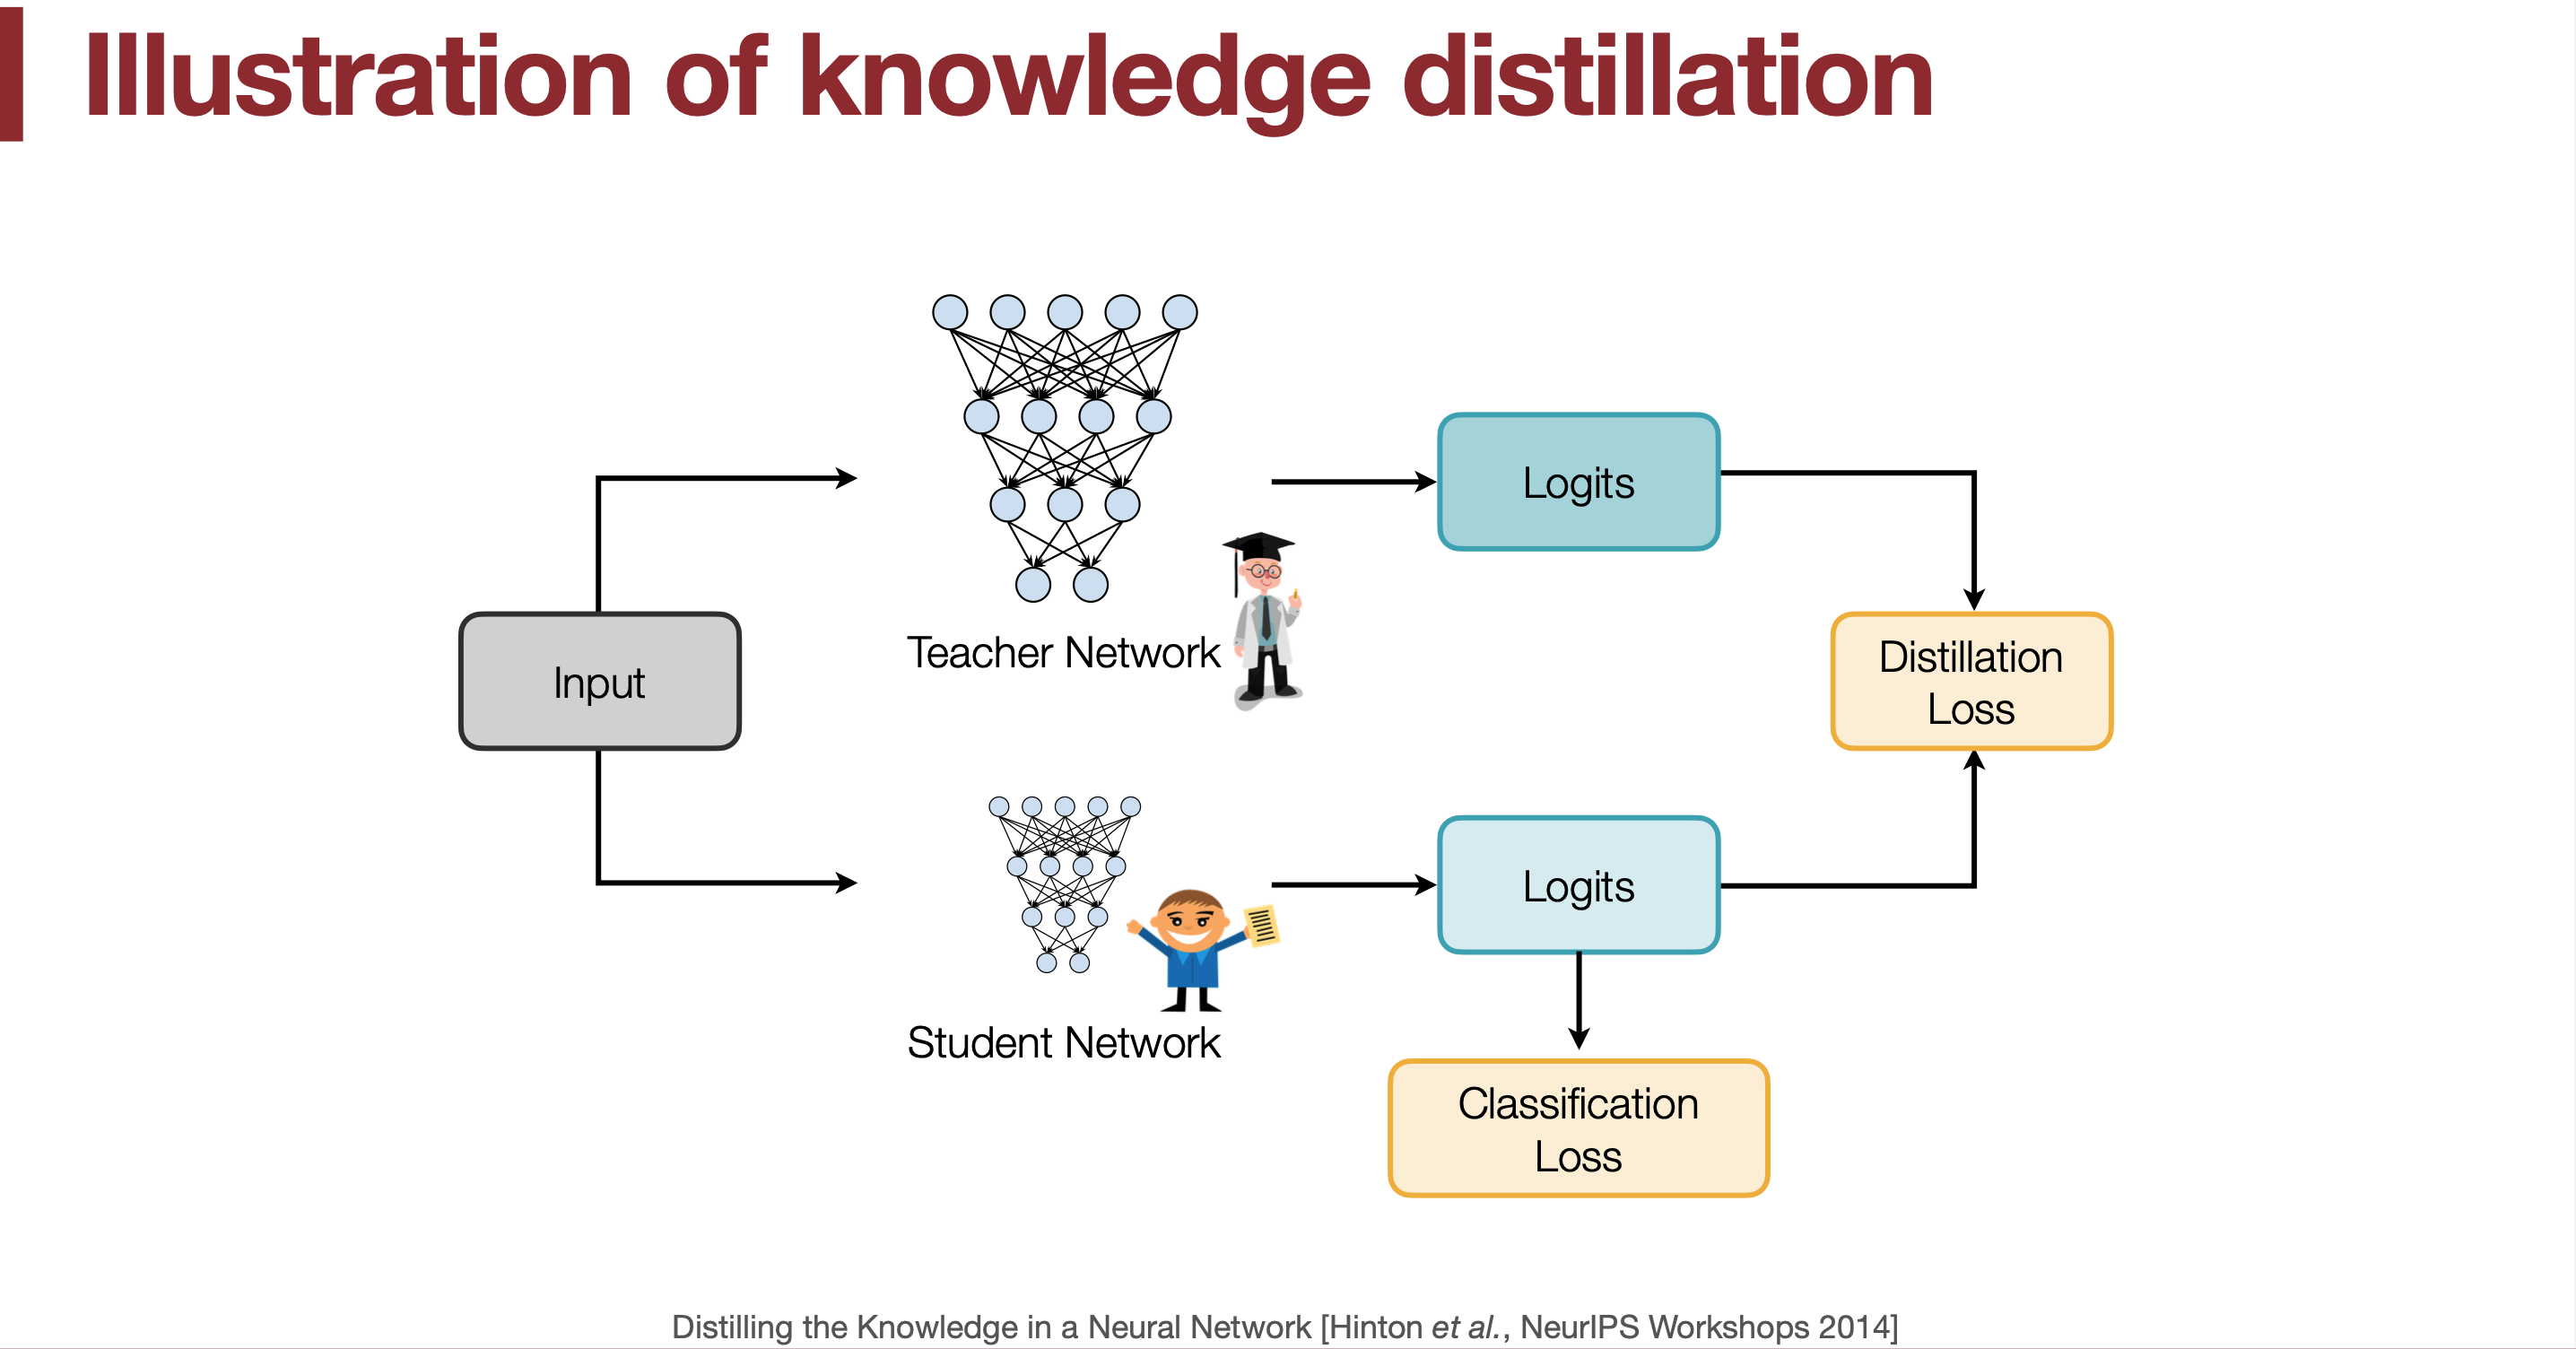 Illustration of knowledge distillation
Input
Teacher Network
Logits
Distillation
Loss
Student Network
Logits
Classification
Loss
Distilling the Knowledge in a Neural Network [Hinton et al., NeurIPS Workshops 2014]